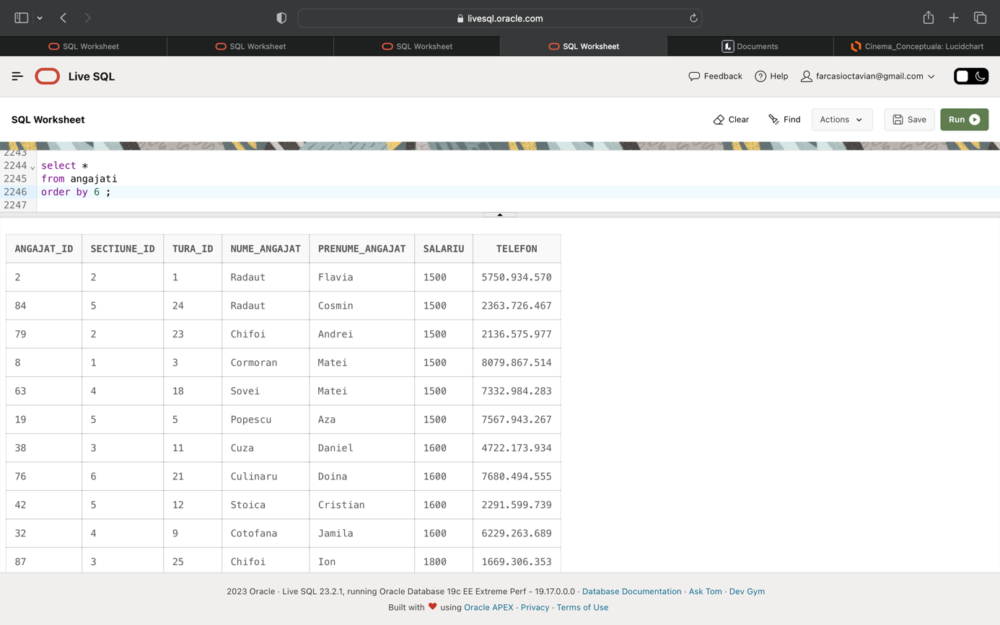 livesql.oracle.com
SQL Worksheet SQL Worksheet SQL Worksheet SQL Worksheet Documents Cinema_Conceptuala: Lucidchart
Live SQL Feedback Help farcasioctavian@gmail.com
SQL Worksheet Clear Find Actions Save Run
2243
2244 select *
2245 from angajati
2246 order by 6 ;
2247
ANGAJAT_ID SECTIUNE_ID TURA_ID NUME_ANGAJAT PRENUME_ANGAJAT SALARIU TELEFON
2 2 1 Radaut Flavia 1500 5750.934.570
84 5 24 Radaut Cosmin 1500 2363.726.467
79 2 23 Chifoi Andrei 1500 2136.575.977
8 1 3 Cormoran Matei 1500 8079.867.514
63 4 18 Sovei Matei 1500 7332.984.283
19 5 5 Popescu Aza 1500 7567.943.267
38 3 11 Cuza Daniel 1600 4722.173.934
76 6 21 Culinaru Doina 1600 7680.494.555
42 5 12 Stoica Cristian 1600 2291.599.739
32 4 9 Cotofana Jamila 1600 6229.263.689
87 3 25 Chifoi Ion 1800 1669.306.353
2023 Oracle · Live SQL 23.2.1, running Oracle Database 19c EE Extreme Perf - 19.17.0.0.0 · Database Documentation · Ask Tom · Dev Gym
Built with ❤ using Oracle APEX · Privacy · Terms of Use